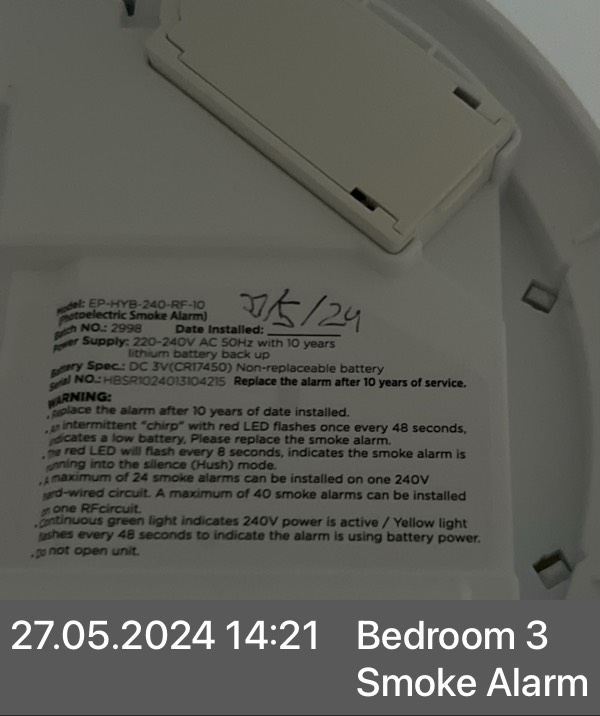 Model: EP-HYB-240-RF-10
(Photoelectric Smoke Alarm)
Batch NO.: 2998 Date Installed: 27/5/24
Power Supply: 220-240V AC 50Hz with 10 years
lithium battery back up
Battery Spec.: DC 3V(CR17450) Non-replaceable battery
Serial NO.: HBSR1024013104215 Replace the alarm after 10 years of service.
WARNING:
. Replace the alarm after 10 years of date installed.
. An intermittent "chirp" with red LED flashes once every 48 seconds,
indicates a low battery, Please replace the smoke alarm.
. The red LED will flash every 8 seconds, indicates the smoke alarm is
running into the silence (Hush) mode.
. A maximum of 24 smoke alarms can be installed on one 240V
hard-wired circuit. A maximum of 40 smoke alarms can be installed
on one RFcircuit.
. Continuous green light indicates 240V power is active / Yellow light
flashes every 48 seconds to indicate the alarm is using battery power.
. Do not open unit.
27.05.2024 14:21 Bedroom 3
Smoke Alarm